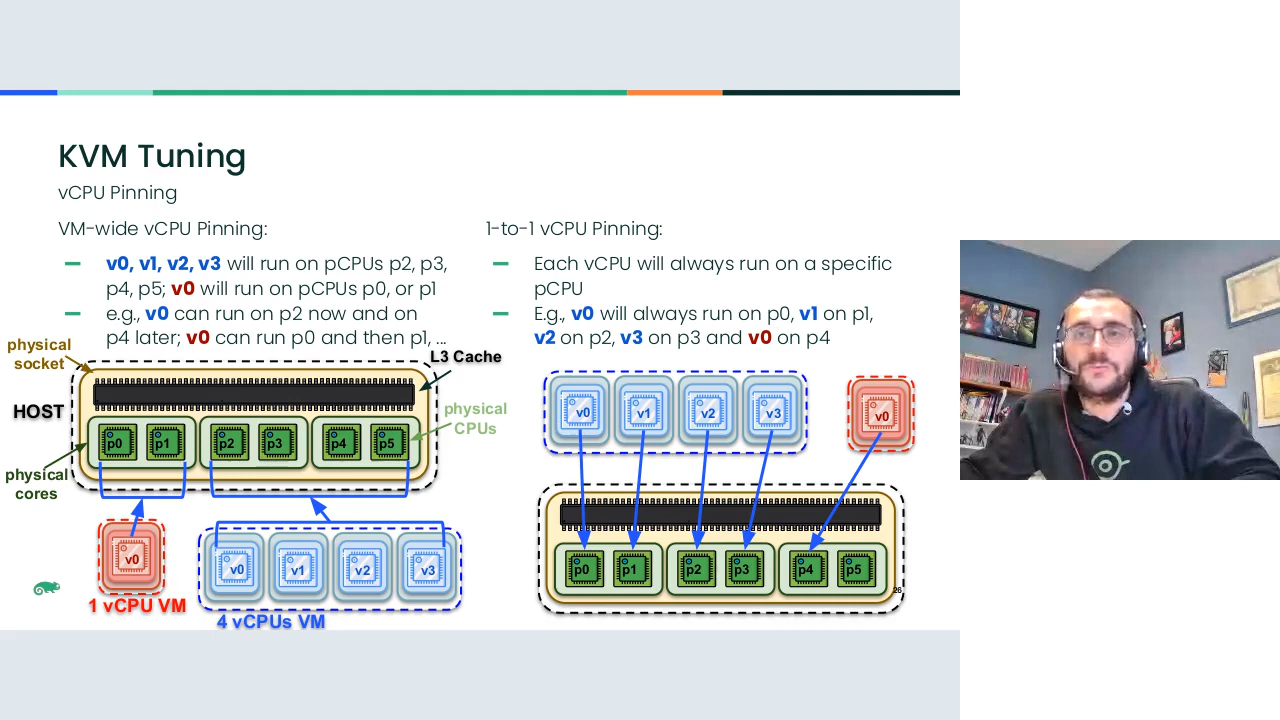 KVM Tuning
vCPU Pinning
VM-wide vCPU Pinning:
v0, v1, v2, v3 will run on pCPUs p2, p3,
p4, p5; v0 will run on pCPUs p0, or p1
e.g., v0 can run on p2 now and on
p4 later; v0 can run p0 and then p1, ...
physical
socket
L3 Cache
HOST
physical
CPUs
p0
p1
p2
p3
p4
p5
physical
cores
v0
v0
v1
v2
v3
1 vCPU VM
4 vCPUs VM
1-to-1 vCPU Pinning:
Each vCPU will always run on a specific
pCPU
E.g., v0 will always run on p0, v1 on p1,
v2 on p2, v3 on p3 and v0 on p4
v0
v1
v2
v3
v0
p0
p1
p2
p3
p4
p5
26